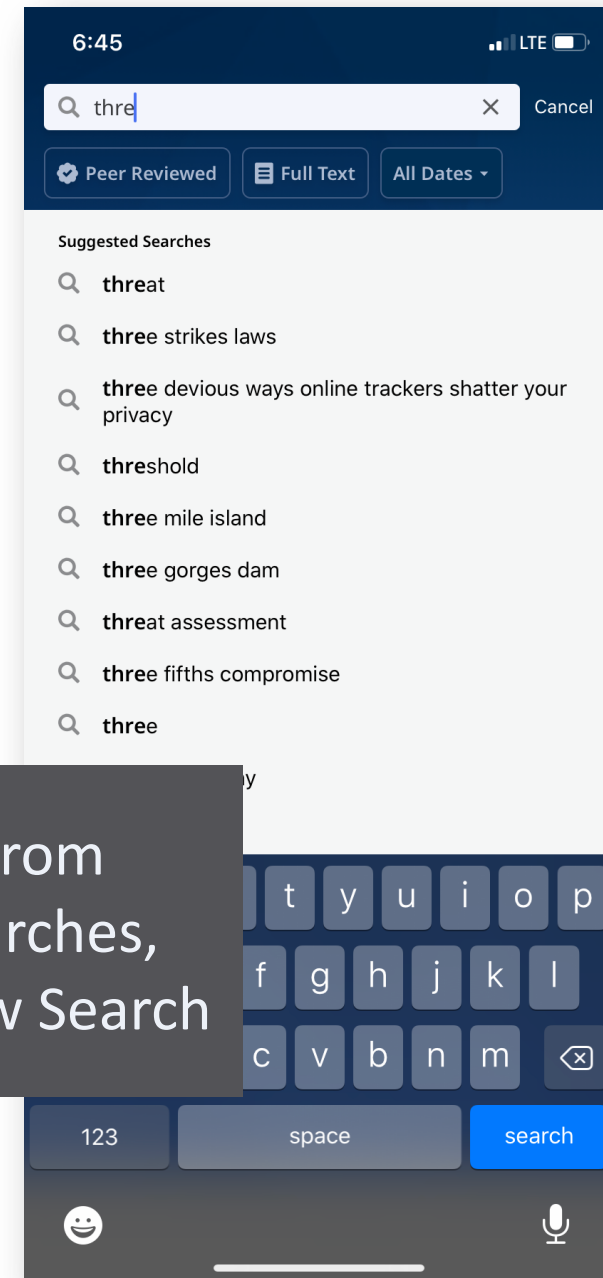 6:45 LTE
thre Cancel
Peer Reviewed Full Text All Dates
Suggested Searches
threat
three strikes laws
three devious ways online trackers shatter your
privacy
threshold
three mile island
three gorges dam
threat assessment
three fifths compromise
three
Search
t y u i o p
f g h j k l
c v b n m
123 space search